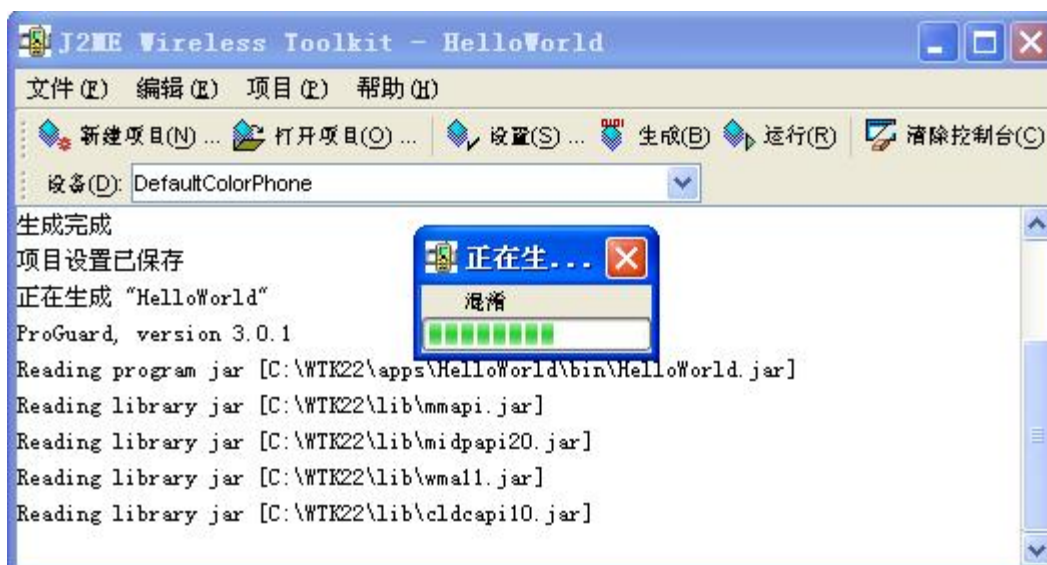 J2ME Wireless Toolkit - HelloWorld
文件(F) 编辑(E) 项目(P) 帮助(H)
新建项目(N) ... 打开项目(O) ... 设置(S) ... 生成(B) 运行(R) 清除控制台(C)
设备(D): DefaultColorPhone
生成完成
项目设置已保存
正在生成 “HelloWorld“
ProGuard, version 3.0.1
Reading program jar [C:\WTK22\apps\HelloWorld\bin\HelloWorld.jar]
Reading library jar [C:\WTK22\lib\mmapi.jar]
Reading library jar [C:\WTK22\lib\midpapi20.jar]
Reading library jar [C:\WTK22\lib\wma11.jar]
Reading library jar [C:\WTK22\lib\cldcapi10.jar]
正在生...
混淆